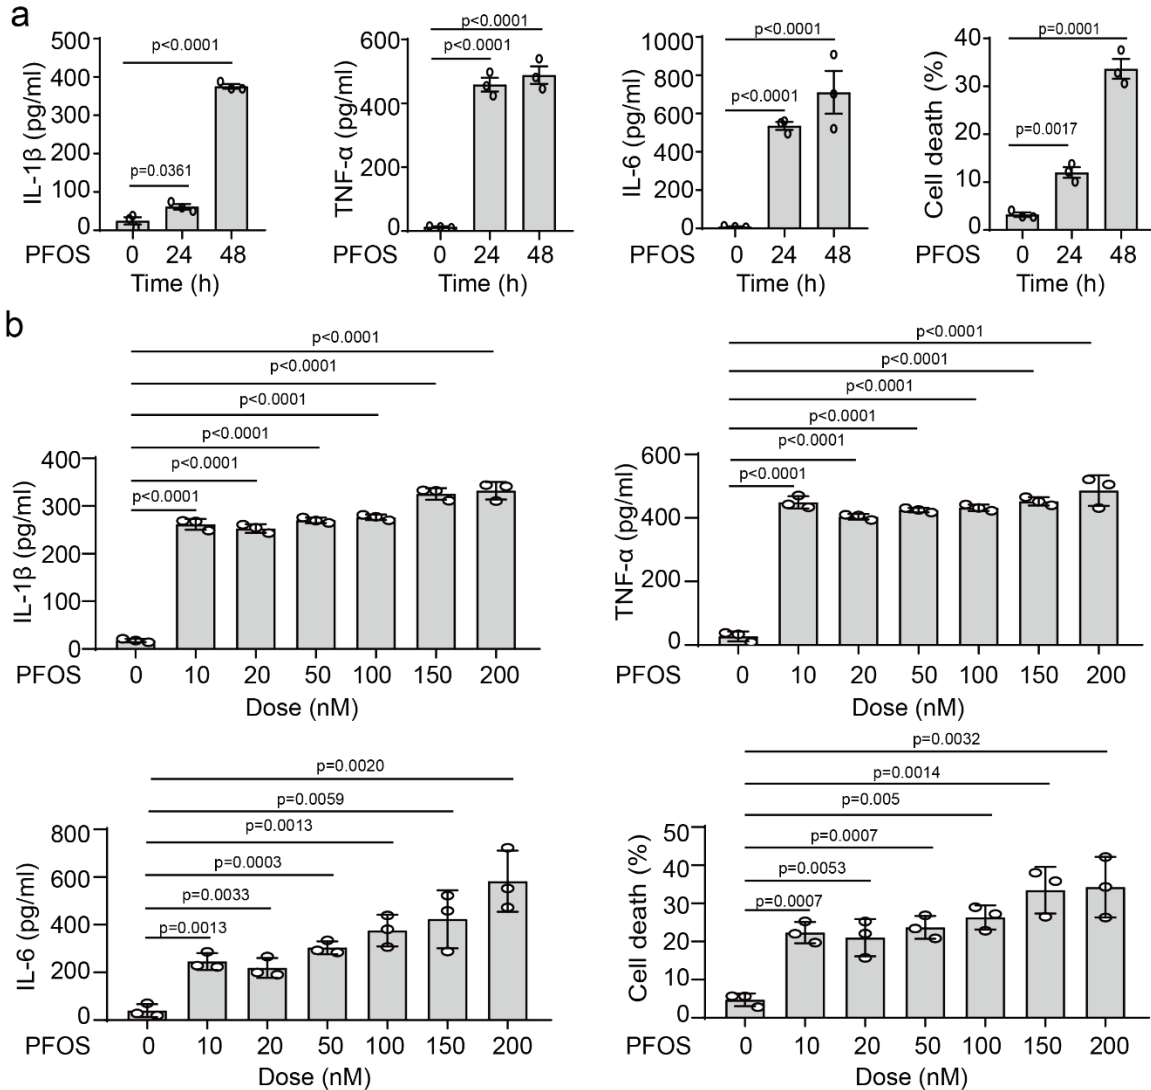 a
IL-1β (pg/ml)
500
400
300
200
100
0
p<0.0001
p=0.0361
PFOS 0 24 48
Time (h)
TNF-α (pg/ml)
600
400
200
0
p<0.0001
p<0.0001
PFOS 0 24 48
Time (h)
IL-6 (pg/ml)
1000
800
600
400
200
0
p<0.0001
p<0.0001
PFOS 0 24 48
Time (h)
Cell death (%)
40
30
20
10
0
p=0.0001
p=0.0017
PFOS 0 24 48
Time (h)
b
p<0.0001
p<0.0001
p<0.0001
p<0.0001
p<0.0001
p<0.0001
IL-1β (pg/ml)
400
300
200
100
0
PFOS 0 10 20 50 100 150 200
Dose (nM)
p<0.0001
p<0.0001
p<0.0001
p<0.0001
p<0.0001
p<0.0001
TNF-α (pg/ml)
600
400
200
0
PFOS 0 10 20 50 100 150 200
Dose (nM)
p=0.0020
p=0.0059
p=0.0013
p=0.0003
p=0.0033
p=0.0013
IL-6 (pg/ml)
800
600
400
200
0
PFOS 0 10 20 50 100 150 200
Dose (nM)
p=0.0032
p=0.0014
p=0.005
p=0.0007
p=0.0053
p=0.0007
Cell death (%)
50
40
30
20
10
0
PFOS 0 10 20 50 100 150 200
Dose (nM)